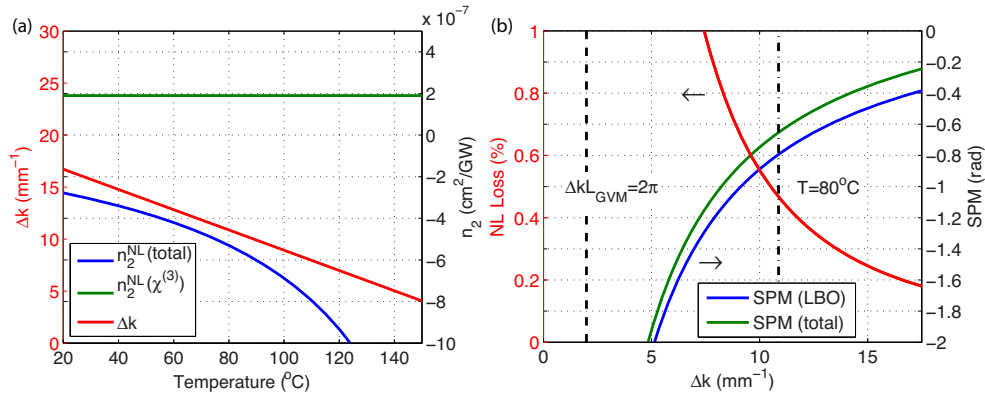 (a)
x 10⁻⁷
30
25
20
15
10
5
0
Δk (mm⁻¹)
4
2
0
−2
−4
−6
−8
−10
n₂ (cm²/GW)
n₂ᴺᴸ (total)
n₂ᴺᴸ (χ⁽³⁾)
Δk
20 40 60 80 100 120 140
Temperature (°C)
(b)
1
0.8
0.6
0.4
0.2
0
NL Loss (%)
0
−0.2
−0.4
−0.6
−0.8
−1
−1.2
−1.4
−1.6
−1.8
−2
SPM (rad)
←
ΔkL_GVM=2π
T=80°C
→
SPM (LBO)
SPM (total)
0 5 10 15
Δk (mm⁻¹)